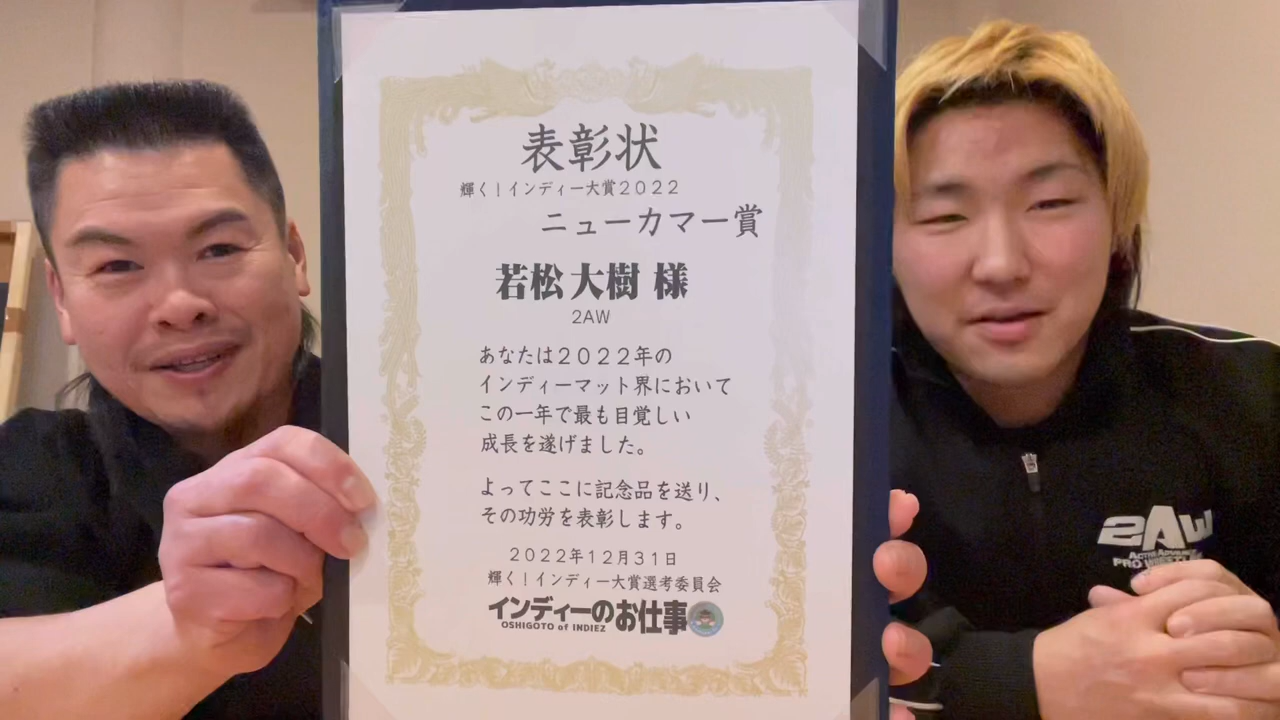 表彰状
輝く！インディー大賞２０２２
ニューカマー賞
若松大樹 様
2AW
あなたは２０２２年の
インディーマット界において
この一年で最も目覚しい
成長を遂げました。
よってここに記念品を送り、
その功労を表彰します。
２０２２年１２月３１日
輝く！インディー大賞選考委員会
インディーのお仕事
OSHIGOTO of INDIEZ
2AW
ACTIVE ADVANCE
PRO WRESTLING